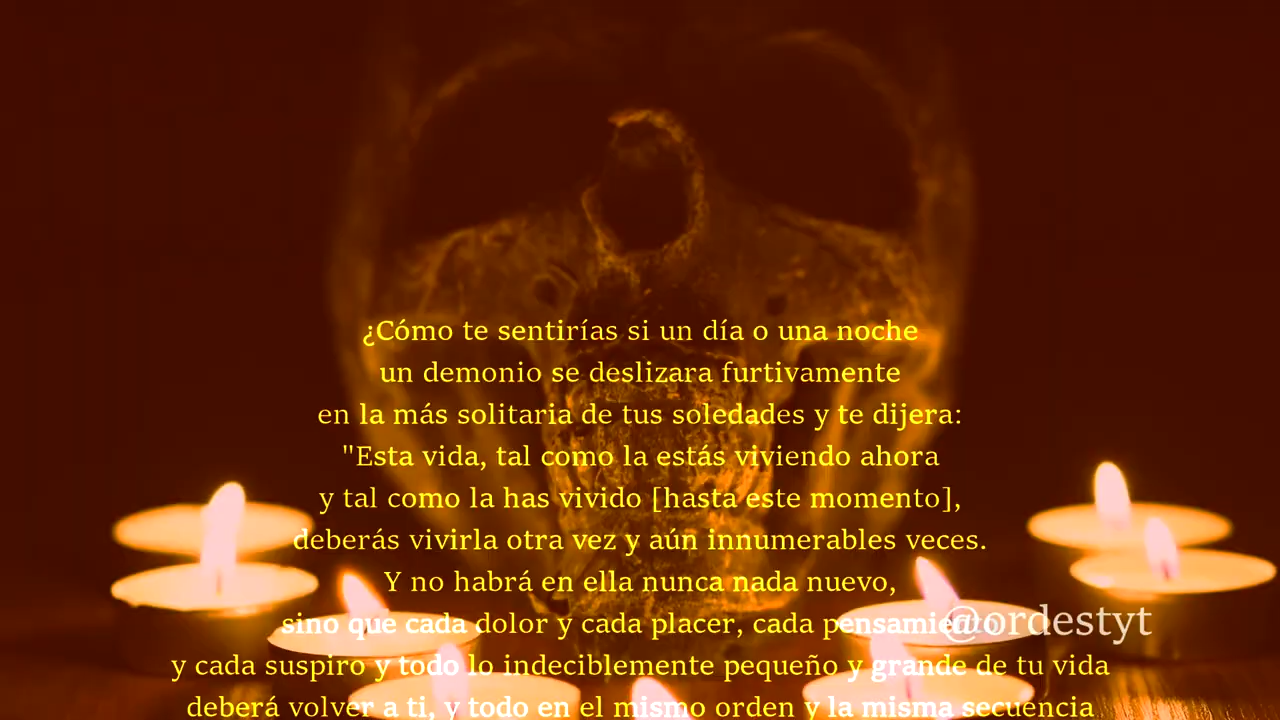 ¿Cómo te sentirías si un día o una noche
un demonio se deslizara furtivamente
en la más solitaria de tus soledades y te dijera:
"Esta vida, tal como la estás viviendo ahora
y tal como la has vivido [hasta este momento],
deberás vivirla otra vez y aún innumerables veces.
Y no habrá en ella nunca nada nuevo,
sino que cada dolor y cada placer, cada pensamiento
@ordestyt
y cada suspiro y todo lo indeciblemente pequeño y grande de tu vida
deberá volver a ti, y todo en el mismo orden y la misma secuencia